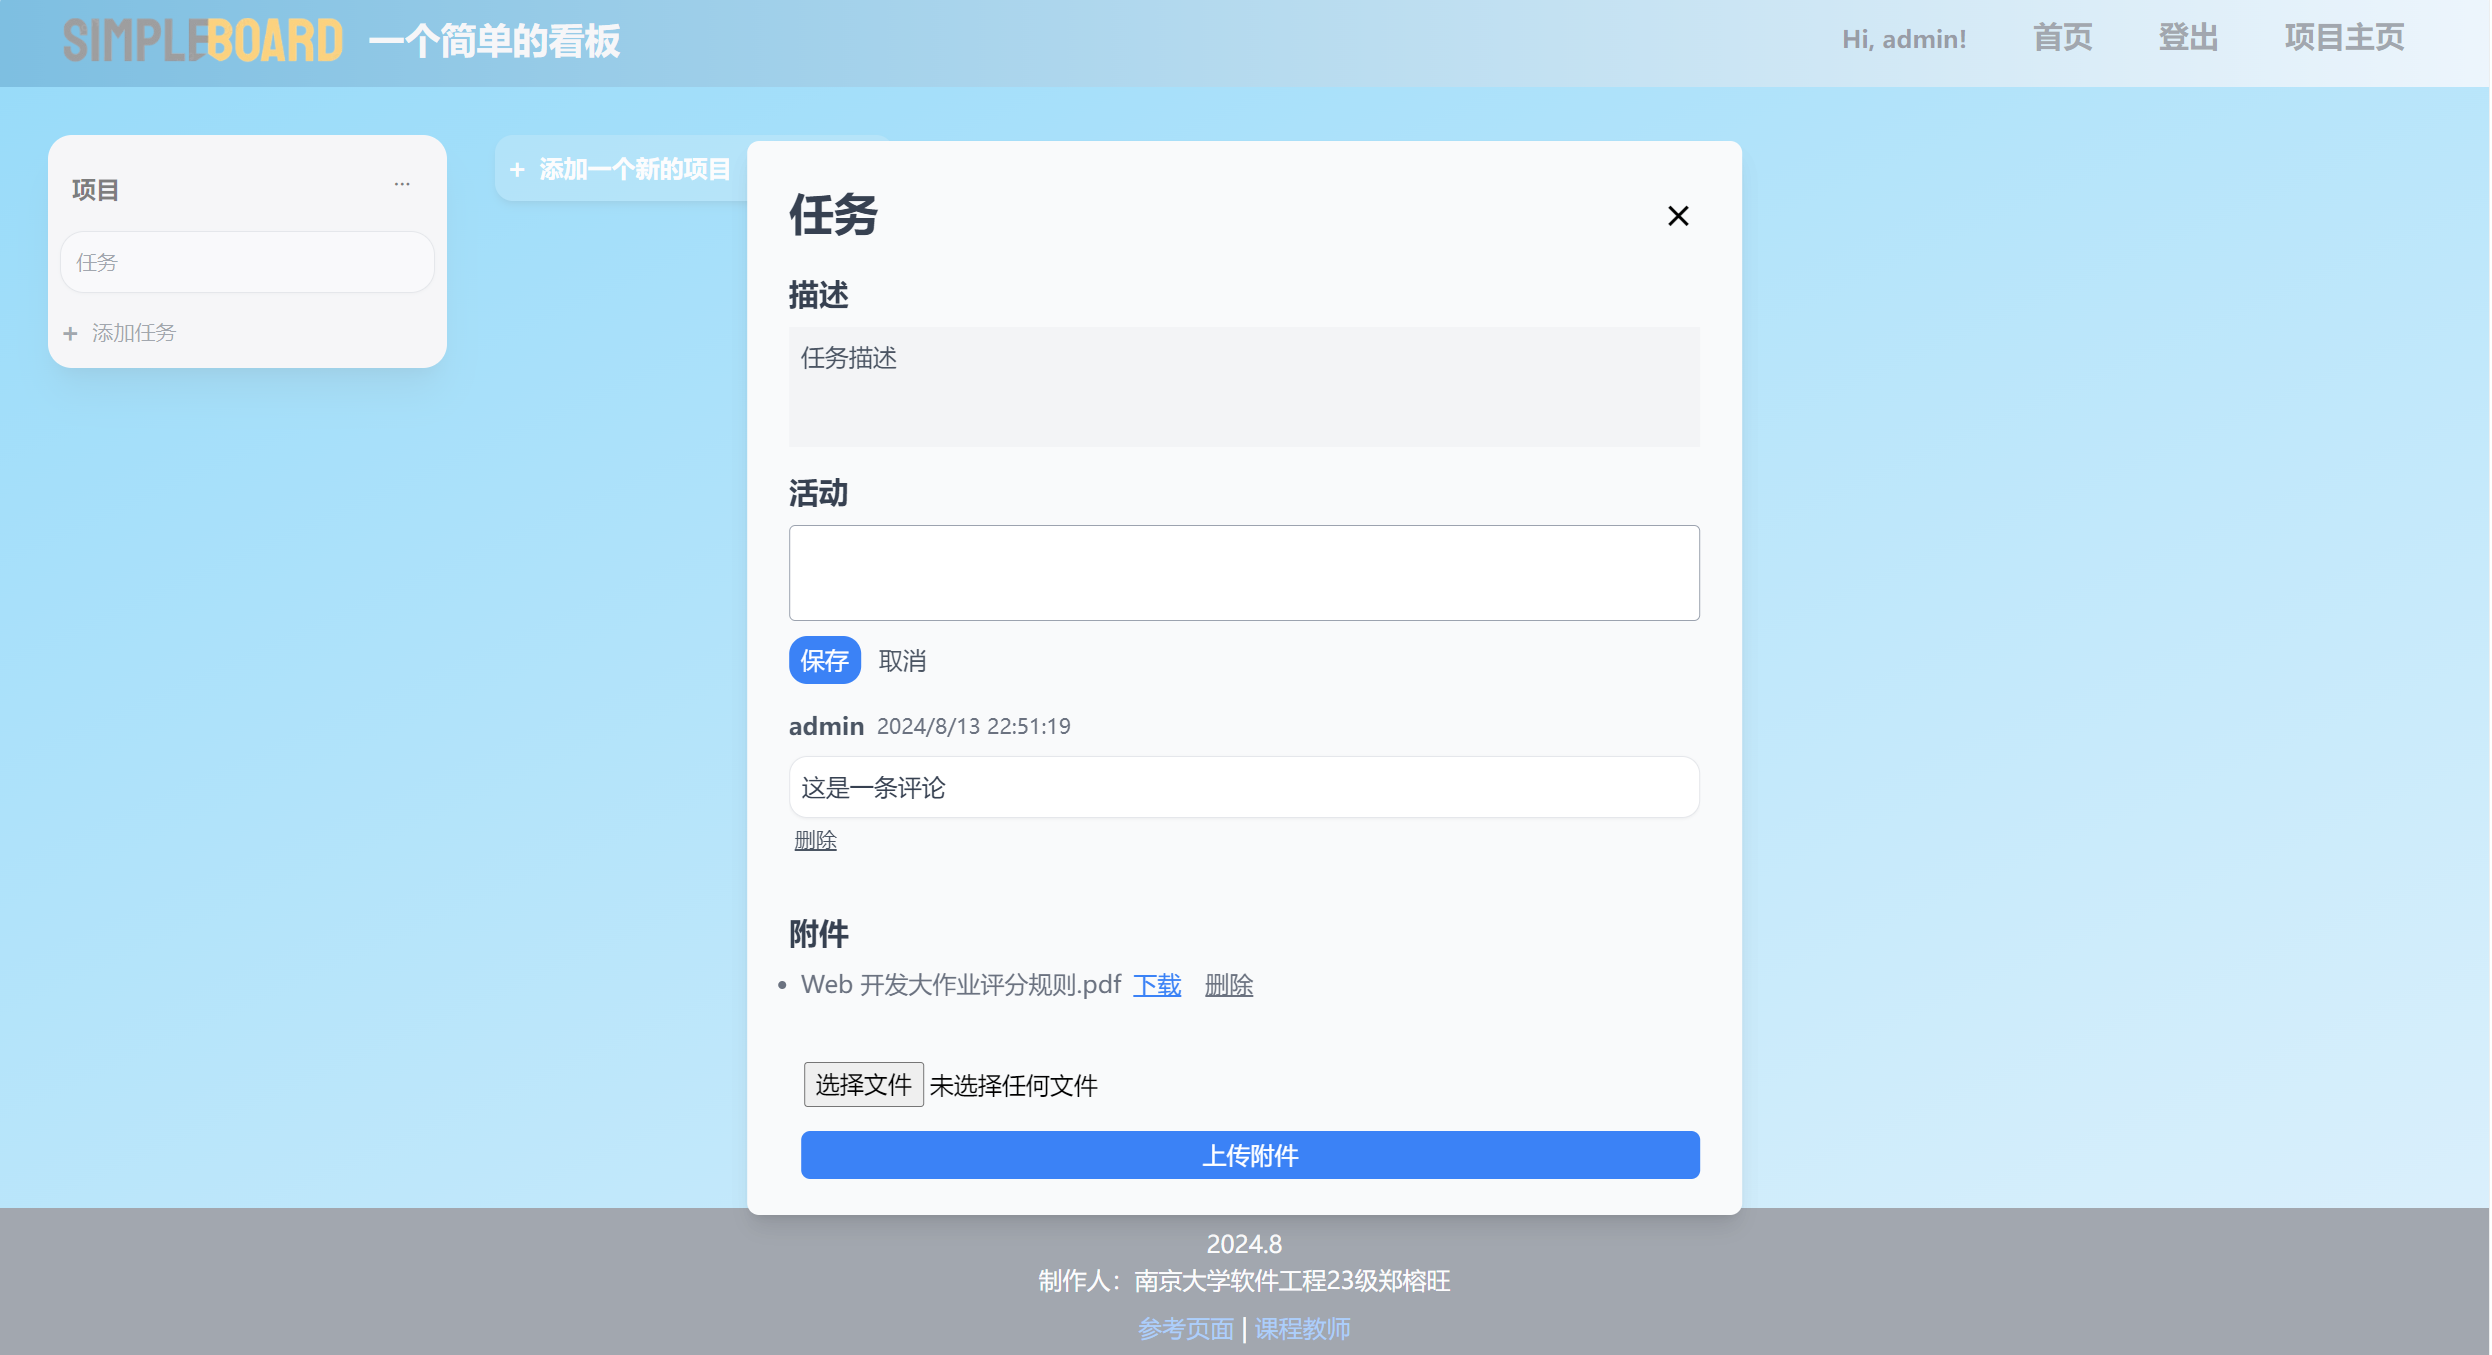 SIMPLEBOARD 一个简单的看板 Hi, admin! 首页 登出 项目主页
项目 ...
任务
+ 添加任务
+ 添加一个新的项目
任务 ×
描述
任务描述
活动
保存 取消
admin 2024/8/13 22:51:19
这是一条评论
删除
附件
• Web 开发大作业评分规则.pdf 下载 删除
选择文件 未选择任何文件
上传附件
2024.8
制作人：南京大学软件工程23级郑榕旺
参考页面 | 课程教师